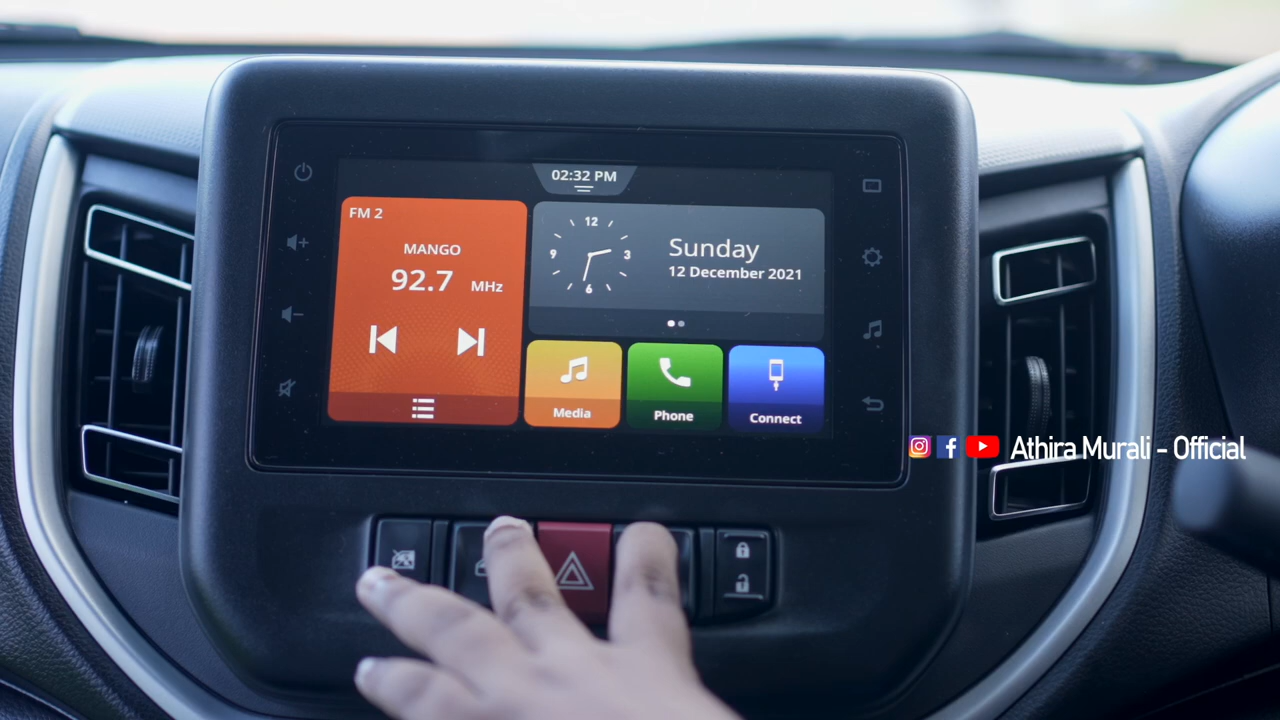 02:32 PM
FM 2
MANGO
92.7 MHz
12
9
3
6
Sunday
12 December 2021
Media
Phone
Connect
Athira Murali - Official